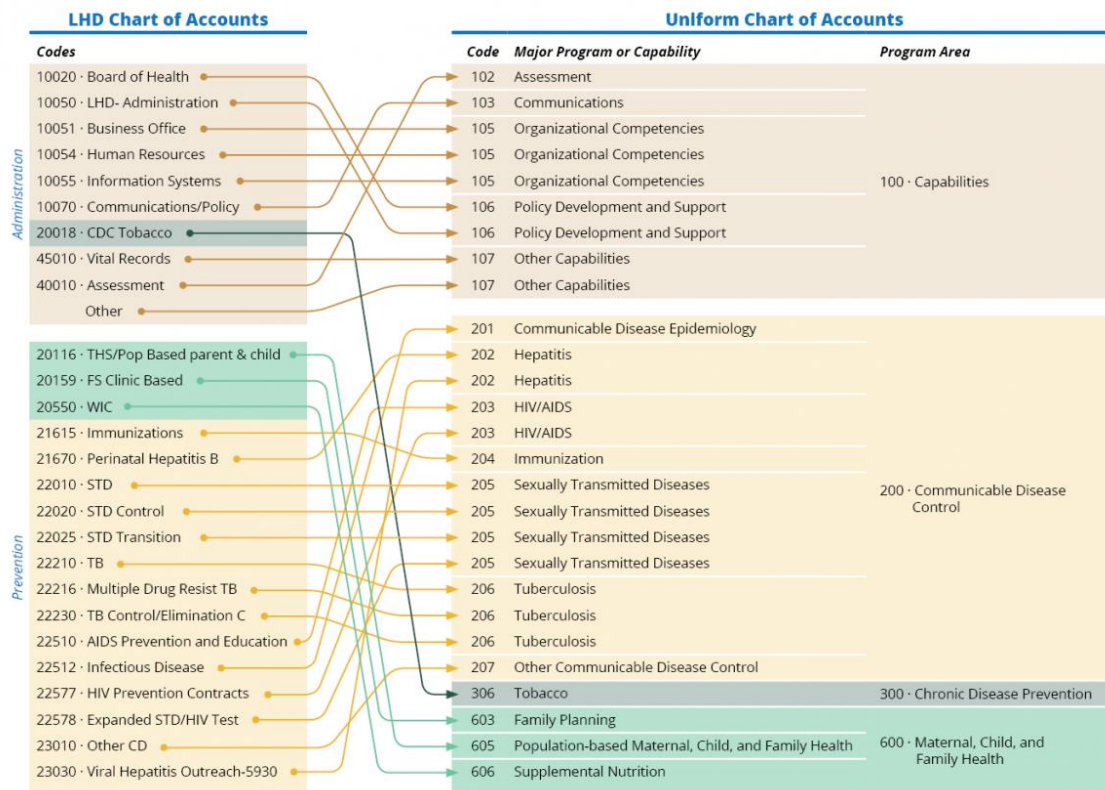 LHD Chart of Accounts
Codes
Administration
10020 · Board of Health
10050 · LHD- Administration
10051 · Business Office
10054 · Human Resources
10055 · Information Systems
10070 · Communications/Policy
20018 · CDC Tobacco
45010 · Vital Records
40010 · Assessment
Other
Prevention
20116 · THS/Pop Based parent & child
20159 · FS Clinic Based
20550 · WIC
21615 · Immunizations
21670 · Perinatal Hepatitis B
22010 · STD
22020 · STD Control
22025 · STD Transition
22210 · TB
22216 · Multiple Drug Resist TB
22230 · TB Control/Elimination C
22510 · AIDS Prevention and Education
22512 · Infectious Disease
22577 · HIV Prevention Contracts
22578 · Expanded STD/HIV Test
23010 · Other CD
23030 · Viral Hepatitis Outreach-5930
Uniform Chart of Accounts
Code Major Program or Capability Program Area
102 Assessment
103 Communications
105 Organizational Competencies
105 Organizational Competencies
105 Organizational Competencies
106 Policy Development and Support
106 Policy Development and Support
107 Other Capabilities
107 Other Capabilities
100 · Capabilities
201 Communicable Disease Epidemiology
202 Hepatitis
202 Hepatitis
203 HIV/AIDS
203 HIV/AIDS
204 Immunization
205 Sexually Transmitted Diseases
205 Sexually Transmitted Diseases
205 Sexually Transmitted Diseases
205 Sexually Transmitted Diseases
206 Tuberculosis
206 Tuberculosis
206 Tuberculosis
207 Other Communicable Disease Control
200 · Communicable Disease
Control
306 Tobacco 300 · Chronic Disease Prevention
603 Family Planning
605 Population-based Maternal, Child, and Family Health
606 Supplemental Nutrition
600 · Maternal, Child, and
Family Health